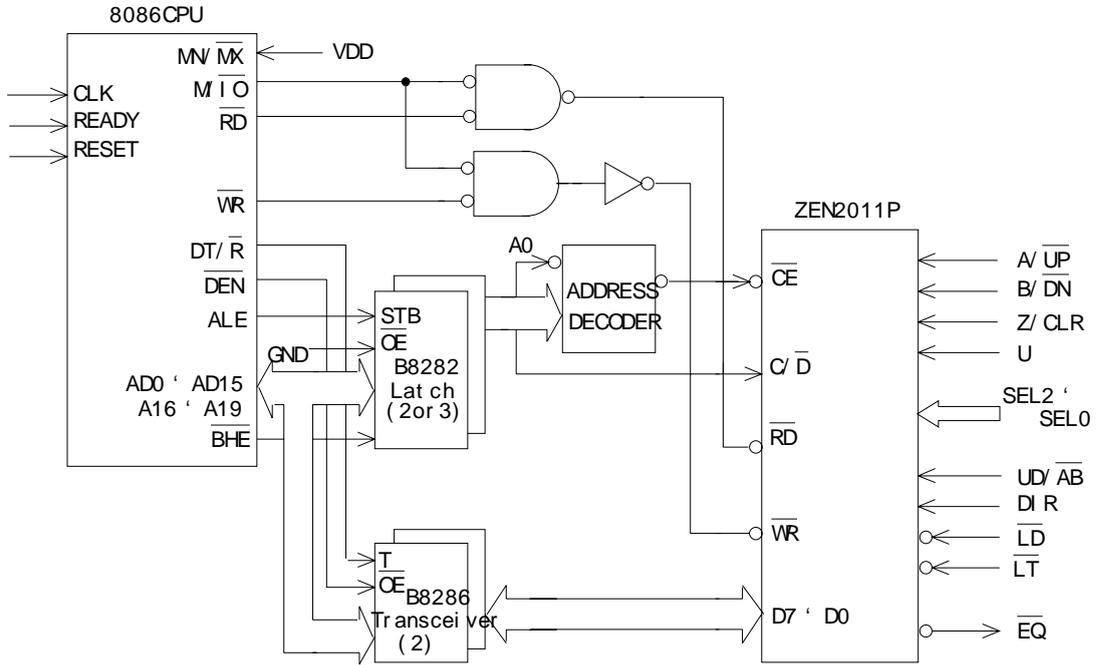 8086CPU
MN/ MX
VDD
M/ IO
CLK
READY
RD
RESET
WR
ZEN2011P
DT/ R
A0
A/ UP
DEN
CE
ADDRESS
B/ DN
ALE
STB
DECODER
Z/ CLR
OE
GND
U
B8282
C/ D
AD0 ‘ AD15
Latch
A16 ‘ A19
(2or 3)
SEL2 ‘
SEL0
BHE
RD
UD/ AB
DIR
WR
LD
T
LT
OE
B8286
Transceiver
D7 ‘ D0
(2)
EQ